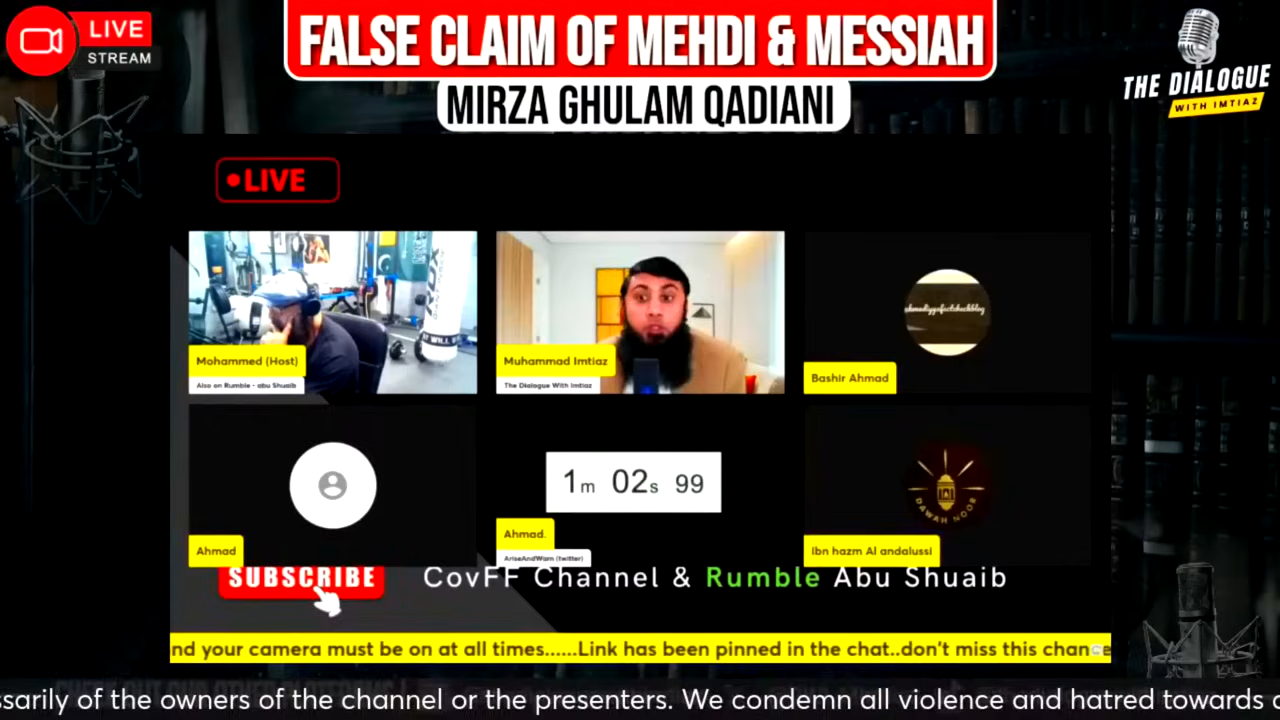 LIVE
STREAM
FALSE CLAIM OF MEHDI & MESSIAH
MIRZA GHULAM QADIANI
THE DIALOGUE
WITH IMTIAZ
LIVE
Mohammed (Host)
Also on Rumble - abu Shuaib
Muhammad Imtiaz
The Dialogue With Imtiaz
ahmadiyyafactcheckblog
Bashir Ahmad
Ahmad
1m 02s 99
Ahmad.
AriseAndWarn (twitter)
DAWAH NOOB
Ibn hazm Al andalussi
SUBSCRIBE
CovFF Channel & Rumble Abu Shuaib
nd your camera must be on at all times......Link has been pinned in the chat..don't miss this chance
ssarily of the owners of the channel or the presenters. We condemn all violence and hatred towards